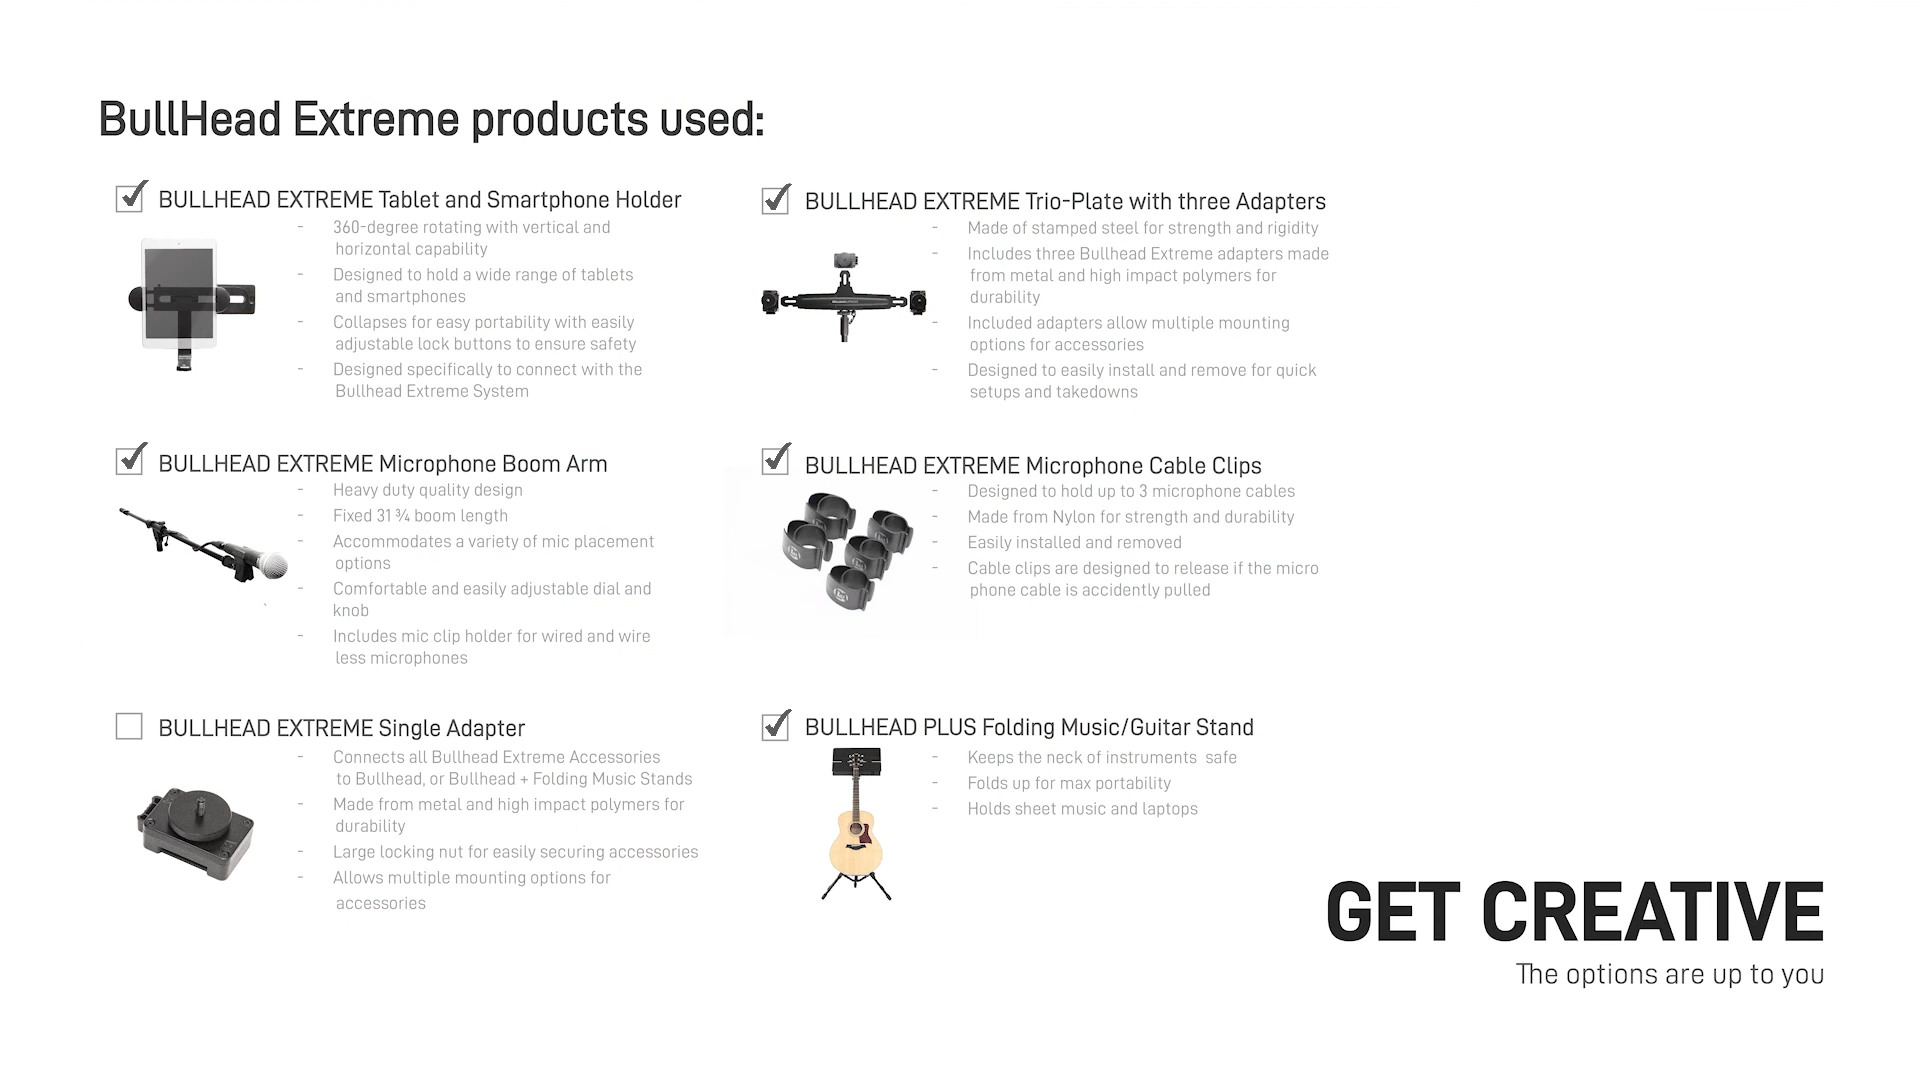 BullHead Extreme products used:
BULLHEAD EXTREME Tablet and Smartphone Holder
- 360-degree rotating with vertical and
horizontal capability
- Designed to hold a wide range of tablets
and smartphones
- Collapses for easy portability with easily
adjustable lock buttons to ensure safety
- Designed specifically to connect with the
Bullhead Extreme System
BULLHEAD EXTREME Trio-Plate with three Adapters
- Made of stamped steel for strength and rigidity
- Includes three Bullhead Extreme adapters made
from metal and high impact polymers for
durability
- Included adapters allow multiple mounting
options for accessories
- Designed to easily install and remove for quick
setups and takedowns
BULLHEAD EXTREME Microphone Boom Arm
- Heavy duty quality design
- Fixed 31 ¾ boom length
- Accommodates a variety of mic placement
options
- Comfortable and easily adjustable dial and
knob
- Includes mic clip holder for wired and wire
less microphones
BULLHEAD EXTREME Microphone Cable Clips
- Designed to hold up to 3 microphone cables
- Made from Nylon for strength and durability
- Easily installed and removed
- Cable clips are designed to release if the micro
phone cable is accidently pulled
BULLHEAD EXTREME Single Adapter
- Connects all Bullhead Extreme Accessories
to Bullhead, or Bullhead + Folding Music Stands
- Made from metal and high impact polymers for
durability
- Large locking nut for easily securing accessories
- Allows multiple mounting options for
accessories
BULLHEAD PLUS Folding Music/Guitar Stand
- Keeps the neck of instruments safe
- Folds up for max portability
- Holds sheet music and laptops
GET CREATIVE
The options are up to you